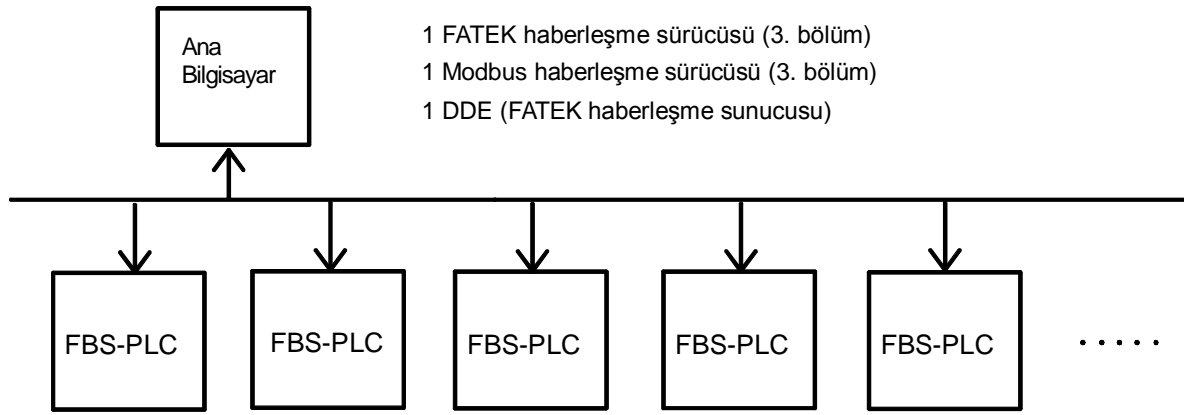 Ana
Bilgisayar
1 FATEK haberleşme sürücüsü (3. bölüm)
1 Modbus haberleşme sürücüsü (3. bölüm)
1 DDE (FATEK haberleşme sunucusu)
FBS-PLC
FBS-PLC
FBS-PLC
FBS-PLC
FBS-PLC
.....